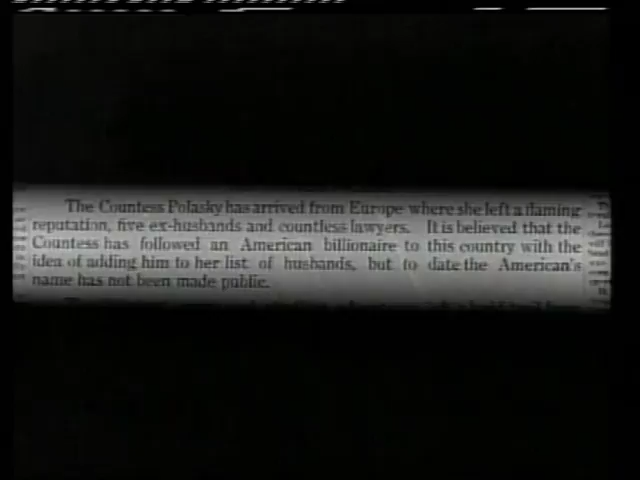 The Countess Polasky has arrived from Europe where she left a flaming
reputation, five ex-husbands and countless lawyers. It is believed that the
Countess has followed an American billionaire to this country with the
idea of adding him to her list of husbands, but to date the American's
name has not been made public.